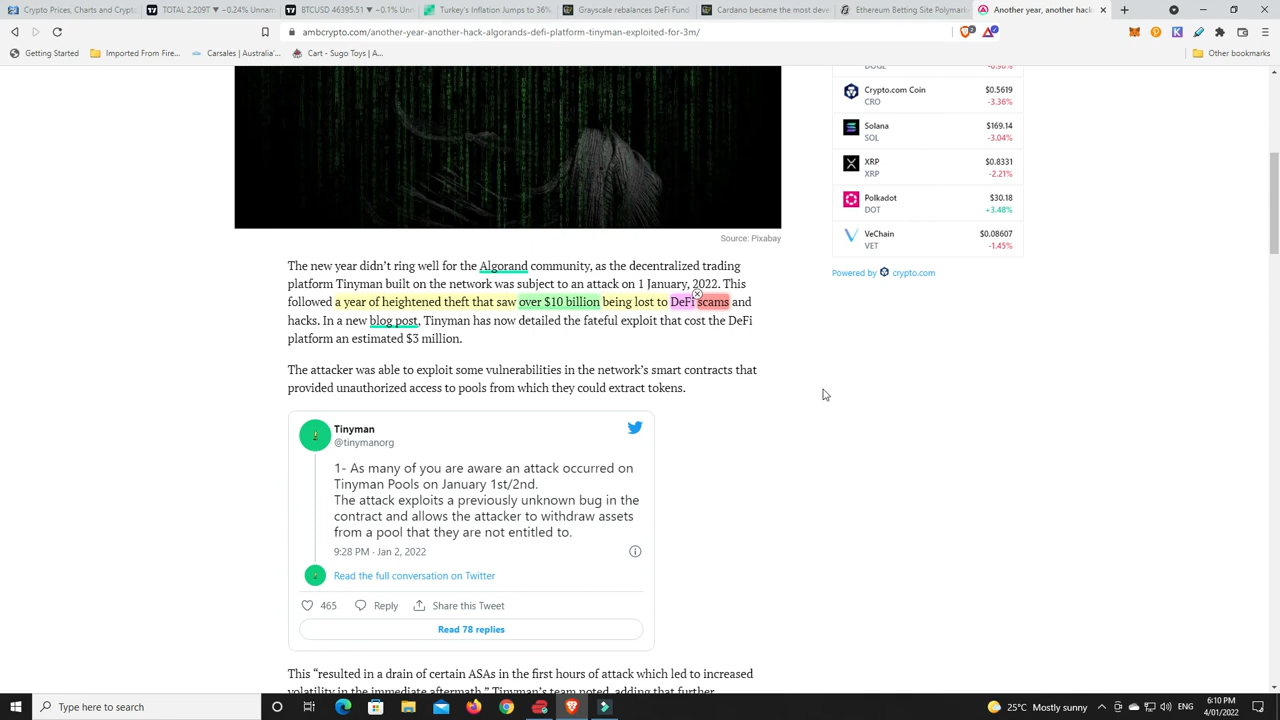 Crypto Prices, Charts and Crypto
TOTAL 2.209T ▼ −0.24% Unnam
BTCUSD 46395.51 ▼ +0.1% Unn
Turkey's Inflation Jumps to 36%
Grayscale rebalances DeFi Fund
Cardano became the most deve
Ethereum Betting Site Polymark
Another year, another hack
ambcrypto.com/another-year-another-hack-algorands-defi-platform-tinyman-exploited-for-3m/
Getting Started
Imported From Fire...
Carsales | Australia'...
Cart - Sugo Toys | A...
Other bookmarks
DOGE
Crypto.com Coin
$0.5619
CRO
-3.36%
Solana
$169.14
SOL
-3.04%
XRP
$0.8331
XRP
-2.21%
Polkadot
$30.18
DOT
+3.48%
VeChain
$0.08607
VET
-1.45%
Powered by crypto.com
Source: Pixabay
The new year didn't ring well for the Algorand community, as the decentralized trading
platform Tinyman built on the network was subject to an attack on 1 January, 2022. This
followed a year of heightened theft that saw over $10 billion being lost to DeFi scams and
hacks. In a new blog post, Tinyman has now detailed the fateful exploit that cost the DeFi
platform an estimated $3 million.
The attacker was able to exploit some vulnerabilities in the network's smart contracts that
provided unauthorized access to pools from which they could extract tokens.
Tinyman
@tinymanorg
1- As many of you are aware an attack occurred on
Tinyman Pools on January 1st/2nd.
The attack exploits a previously unknown bug in the
contract and allows the attacker to withdraw assets
from a pool that they are not entitled to.
9:28 PM · Jan 2, 2022
Read the full conversation on Twitter
465 Reply Share this Tweet
Read 78 replies
This “resulted in a drain of certain ASAs in the first hours of attack which led to increased
volatility in the immediate aftermath,” Tinyman's team noted, adding that further
Type here to search
25°C Mostly sunny
ENG
6:10 PM
4/01/2022